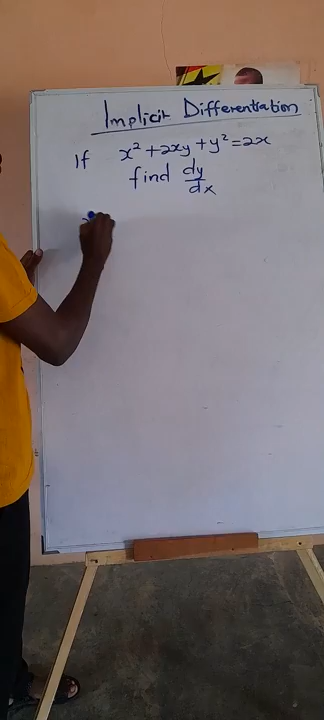 Implicit Differentiation
If x² + 2xy + y² = 2x
find dy/dx